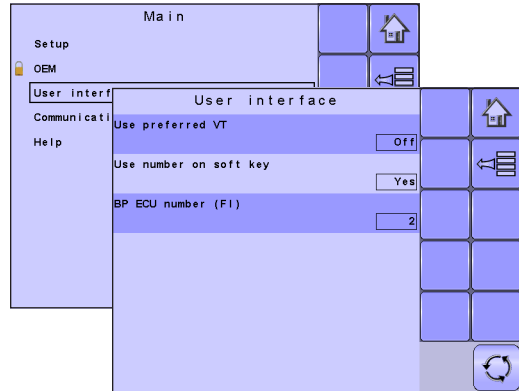 Main
Setup
OEM
User interf
Communicati
Help
User interface
Use preferred VT
Off
Use number on soft key
Yes
BP ECU number (FI)
2